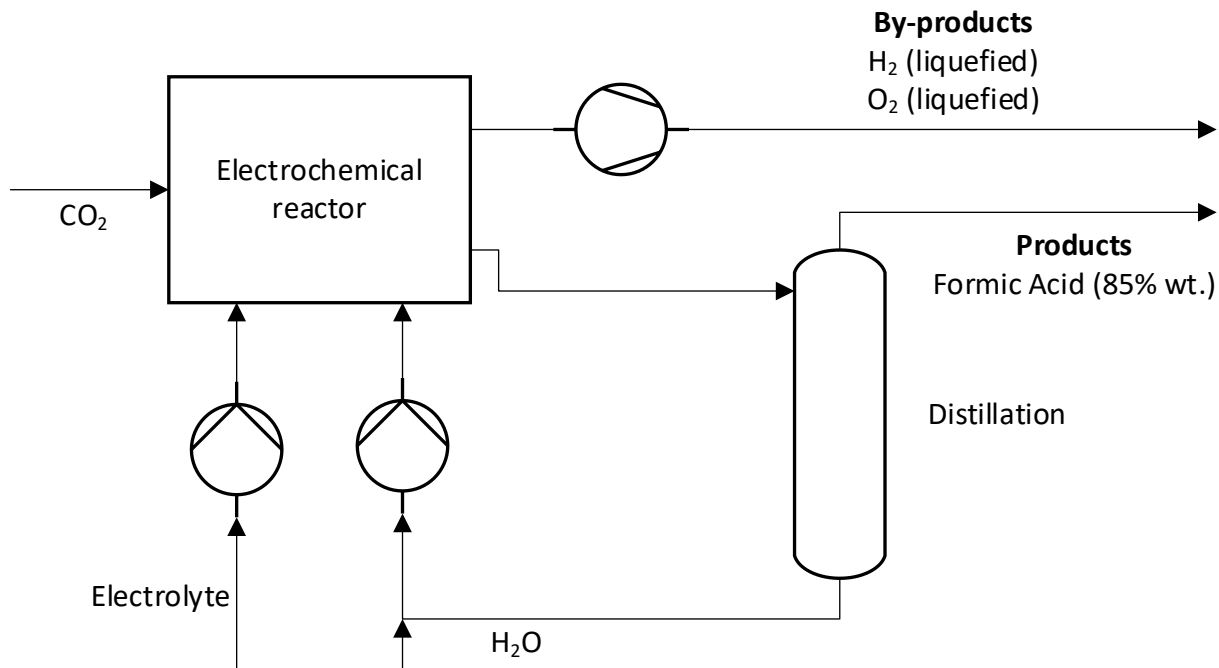 By-products
H₂ (liquefied)
O₂ (liquefied)
Electrochemical
reactor
CO₂
Products
Formic Acid (85% wt.)
Distillation
Electrolyte
H₂O